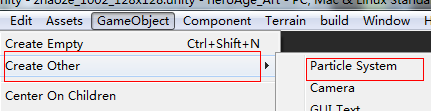 zhaoze_1002_128x128.unity - heroAge_Art - PC, Mac & Linux Standa
Edit Assets GameObject Component Terrain build Window
Create Empty Ctrl+Shift+N
Create Other Particle System
Camera
Center On Children
GUI Text